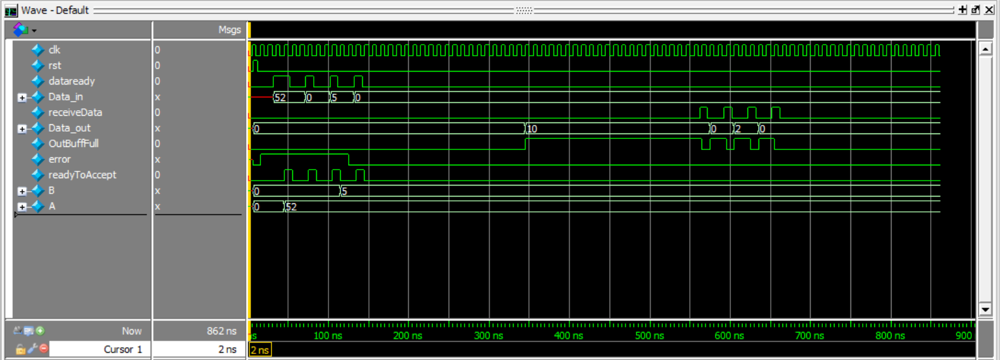 Wave - Default
Msgs
clk 0
rst 0
dataready 0
Data_in x 52 0 5 0
receiveData 0
Data_out x 0 10 0 2 0
OutBuffFull 0
error x
readyToAccept 0
B x 0 5
A x 0 52
Now 862 ns ns 100 ns 200 ns 300 ns 400 ns 500 ns 600 ns 700 ns 800 ns 900
Cursor 1 2 ns 2 ns